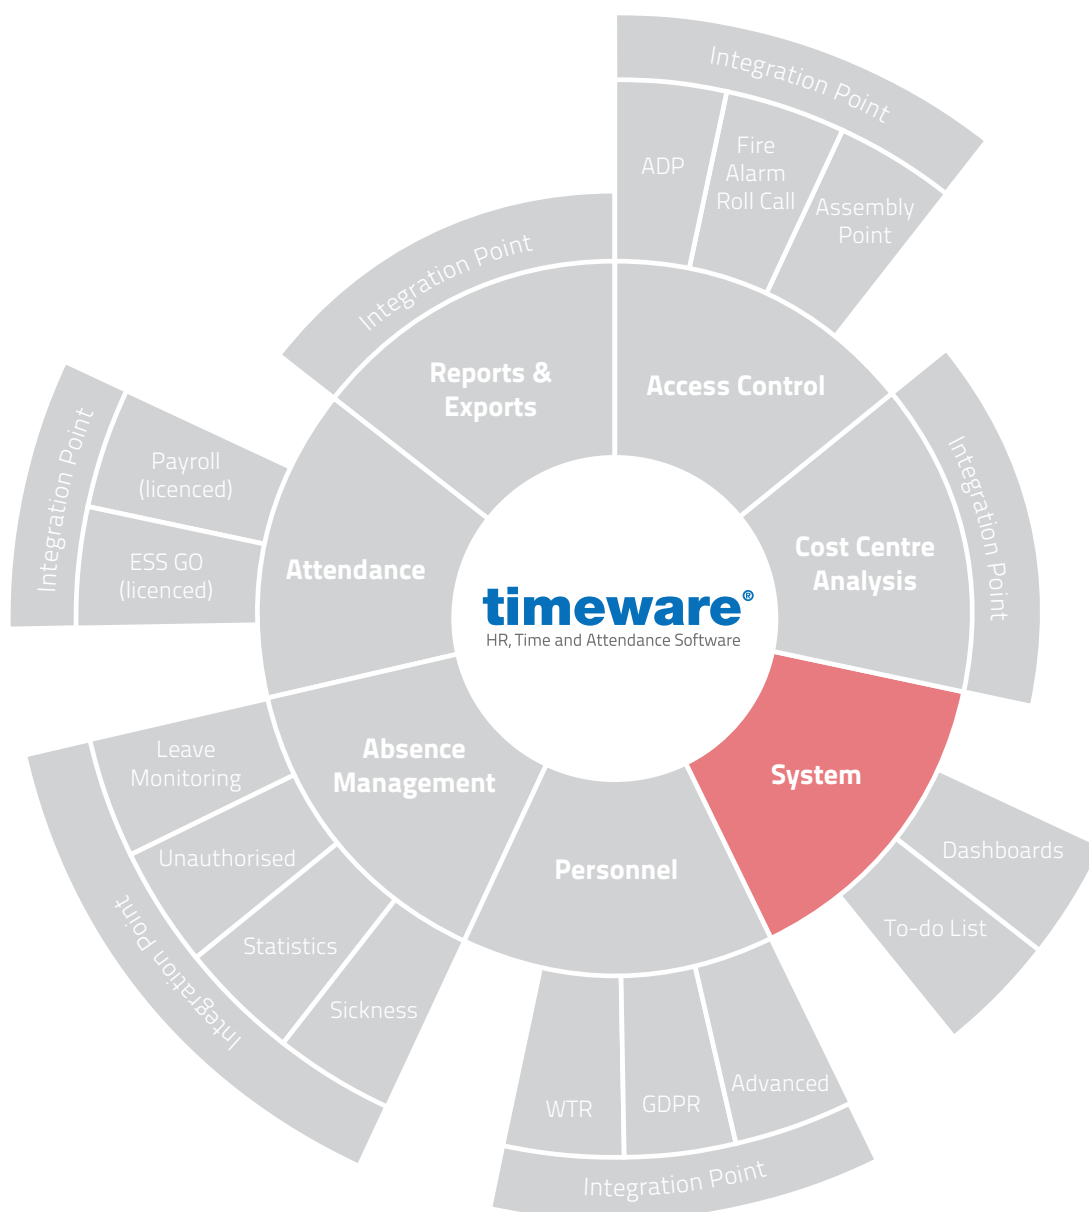 Integration Point
ADP
Fire
Alarm
Roll Call
Assembly
Point
Integration Point
Reports &
Exports
Access Control
Integration Point
Payroll
(licenced)
ESS GO
(licenced)
Attendance
Integration Point
Cost Centre
Analysis
timeware®
HR, Time and Attendance Software
Absence
Management
Leave
Monitoring
Unauthorised
Statistics
Sickness
Integration Point
System
Dashboards
To-do List
Personnel
WTR
GDPR
Advanced
Integration Point